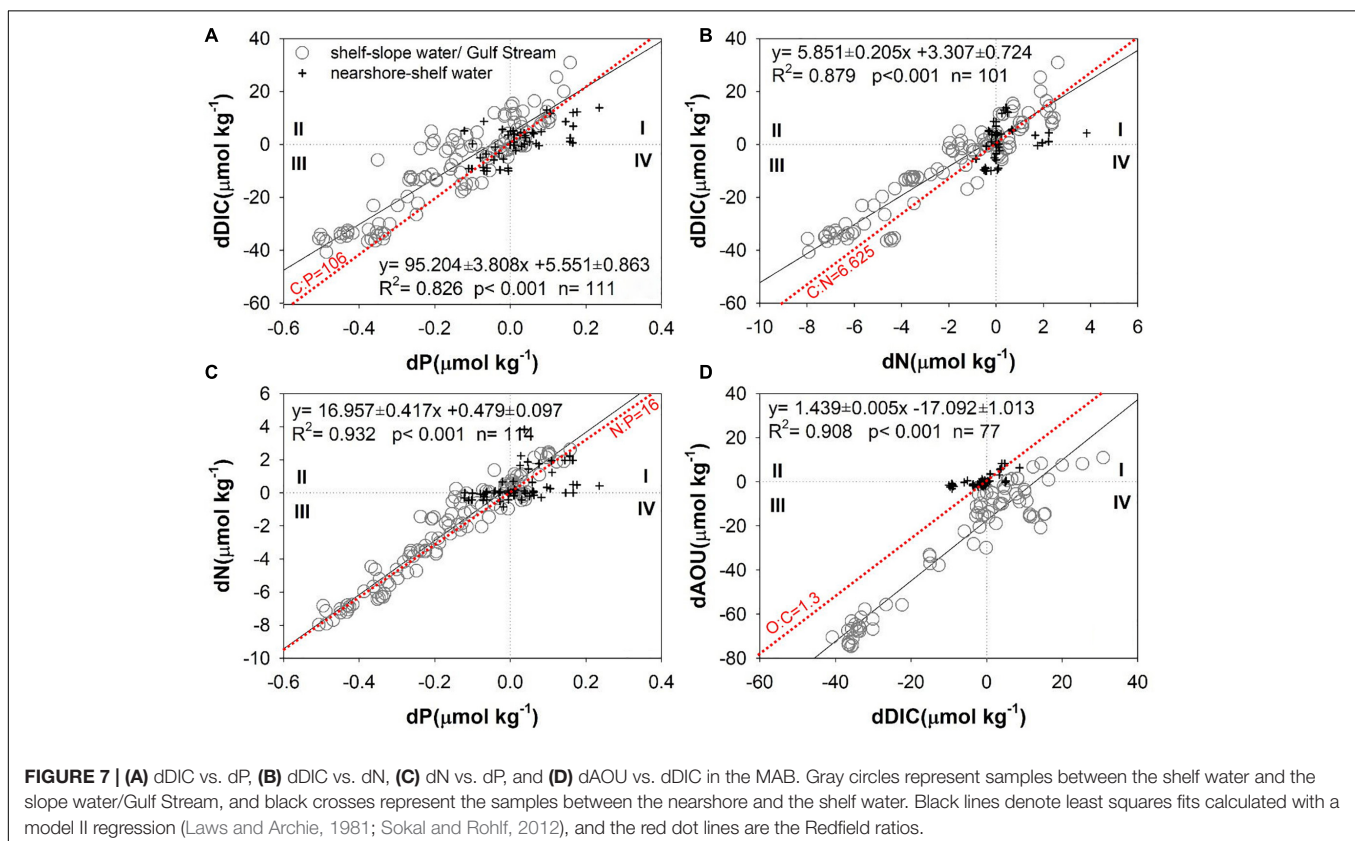 A
B
40
20
0
-20
-40
-60
dDIC(μmol kg-1)
shelf-slope water/ Gulf Stream
nearshore-shelf water
II
I
III
IV
C:P=106
y= 95.204±3.808x +5.551±0.863
R2= 0.826 p< 0.001 n= 111
-0.6 -0.4 -0.2 0.0 0.2 0.4
dP(μmol kg-1)
40
20
0
-20
-40
-60
dDIC(μmol kg-1)
y= 5.851±0.205x +3.307±0.724
R2= 0.879 p<0.001 n= 101
II
I
III
IV
C:N=6.625
-10 -8 -6 -4 -2 0 2 4 6
dN(μmol kg-1)
C
D
6
4
2
0
-2
-4
-6
-8
-10
dN(μmol kg-1)
y= 16.957±0.417x +0.479±0.097
R2= 0.932 p< 0.001 n= 114
N:P=16
II
I
III
IV
-0.6 -0.4 -0.2 0.0 0.2 0.4
dP(μmol kg-1)
40
20
0
-20
-40
-60
-80
dAOU(μmol kg-1)
y= 1.439±0.005x -17.092±1.013
R2= 0.908 p< 0.001 n= 77
II
I
III
IV
O:C=1.3
-60 -40 -20 0 20 40
dDIC(μmol kg-1)
FIGURE 7 | (A) dDIC vs. dP, (B) dDIC vs. dN, (C) dN vs. dP, and (D) dAOU vs. dDIC in the MAB. Gray circles represent samples between the shelf water and the
slope water/Gulf Stream, and black crosses represent the samples between the nearshore and the shelf water. Black lines denote least squares fits calculated with a
model II regression (Laws and Archie, 1981; Sokal and Rohlf, 2012), and the red dot lines are the Redfield ratios.